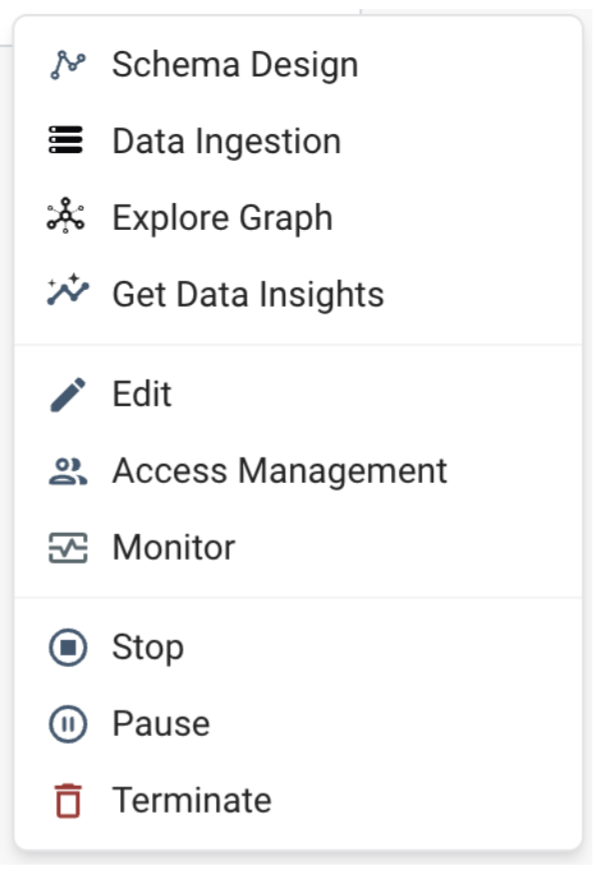 Schema Design
Data Ingestion
Explore Graph
Get Data Insights
Edit
Access Management
Monitor
Stop
Pause
Terminate